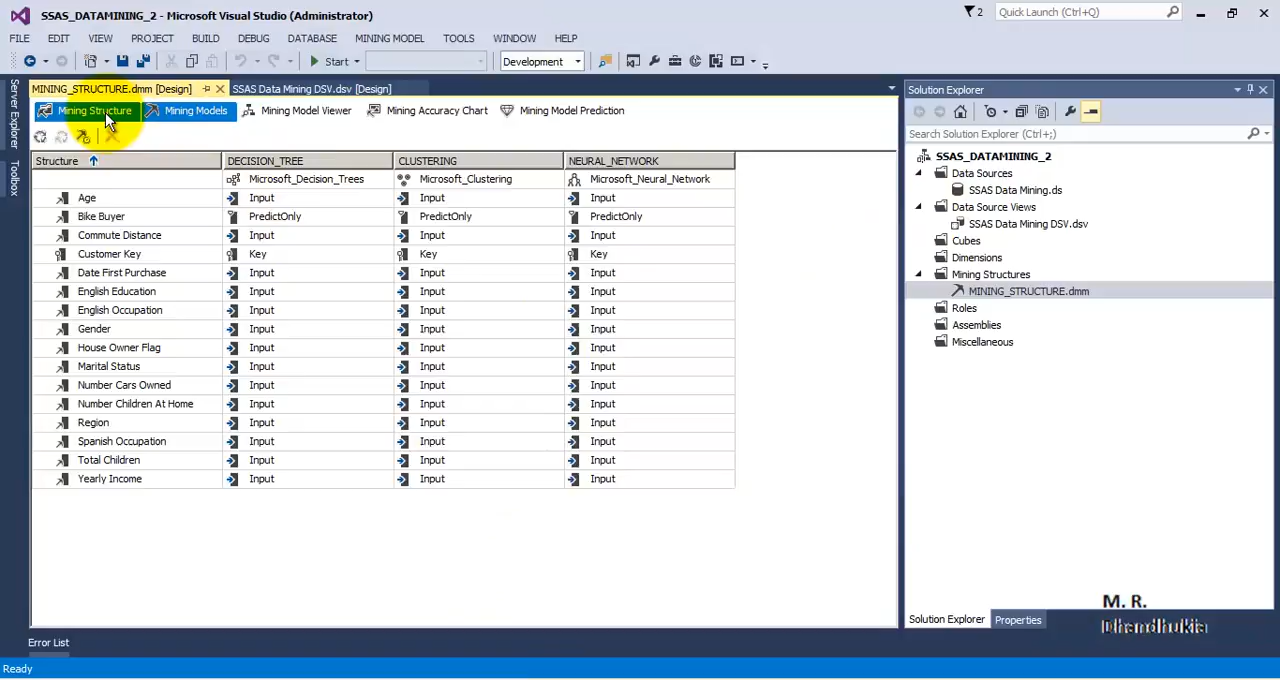 SSAS_DATAMINING_2 - Microsoft Visual Studio (Administrator)
2
Quick Launch (Ctrl+Q)
FILE EDIT VIEW PROJECT BUILD DEBUG DATABASE MINING MODEL TOOLS WINDOW HELP
Start Development
Server Explorer
Toolbox
MINING_STRUCTURE.dmm [Design] SSAS Data Mining DSV.dsv [Design]
Mining Structure Mining Models Mining Model Viewer Mining Accuracy Chart Mining Model Prediction
Structure DECISION_TREE CLUSTERING NEURAL_NETWORK
Microsoft_Decision_Trees Microsoft_Clustering Microsoft_Neural_Network
Age Input Input Input
Bike Buyer PredictOnly PredictOnly PredictOnly
Commute Distance Input Input Input
Customer Key Key Key Key
Date First Purchase Input Input Input
English Education Input Input Input
English Occupation Input Input Input
Gender Input Input Input
House Owner Flag Input Input Input
Marital Status Input Input Input
Number Cars Owned Input Input Input
Number Children At Home Input Input Input
Region Input Input Input
Spanish Occupation Input Input Input
Total Children Input Input Input
Yearly Income Input Input Input
Solution Explorer
Search Solution Explorer (Ctrl+;)
SSAS_DATAMINING_2
Data Sources
SSAS Data Mining.ds
Data Source Views
SSAS Data Mining DSV.dsv
Cubes
Dimensions
Mining Structures
MINING_STRUCTURE.dmm
Roles
Assemblies
Miscellaneous
M. R.
Dhandhukia
Solution Explorer Properties
Error List
Ready